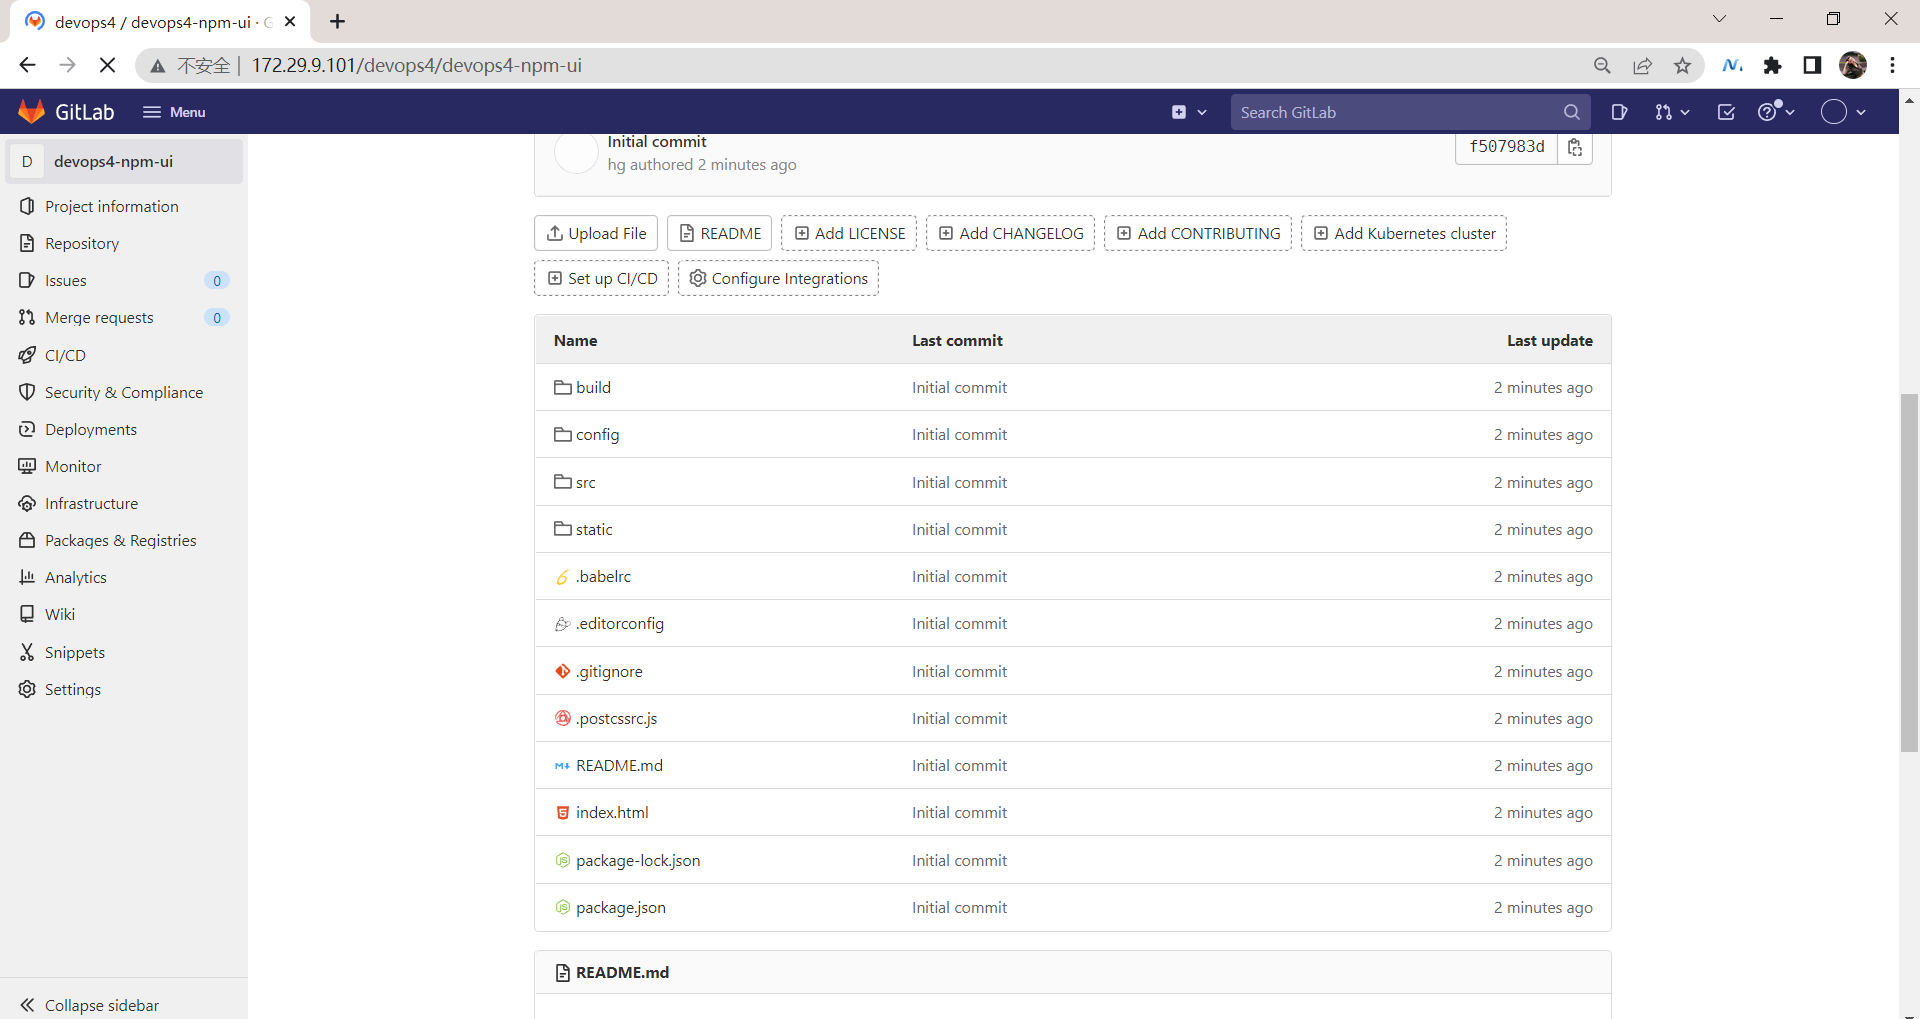 devops4 / devops4-npm-ui · G
不安全 | 172.29.9.101/devops4/devops4-npm-ui
GitLab Menu Search GitLab
D devops4-npm-ui
Project information
Repository
Issues 0
Merge requests 0
CI/CD
Security & Compliance
Deployments
Monitor
Infrastructure
Packages & Registries
Analytics
Wiki
Snippets
Settings
Collapse sidebar
Initial commit
hg authored 2 minutes ago
f507983d
Upload File README Add LICENSE Add CHANGELOG Add CONTRIBUTING Add Kubernetes cluster
Set up CI/CD Configure Integrations
Name Last commit Last update
build Initial commit 2 minutes ago
config Initial commit 2 minutes ago
src Initial commit 2 minutes ago
static Initial commit 2 minutes ago
.babelrc Initial commit 2 minutes ago
.editorconfig Initial commit 2 minutes ago
.gitignore Initial commit 2 minutes ago
.postcssrc.js Initial commit 2 minutes ago
README.md Initial commit 2 minutes ago
index.html Initial commit 2 minutes ago
package-lock.json Initial commit 2 minutes ago
package.json Initial commit 2 minutes ago
README.md